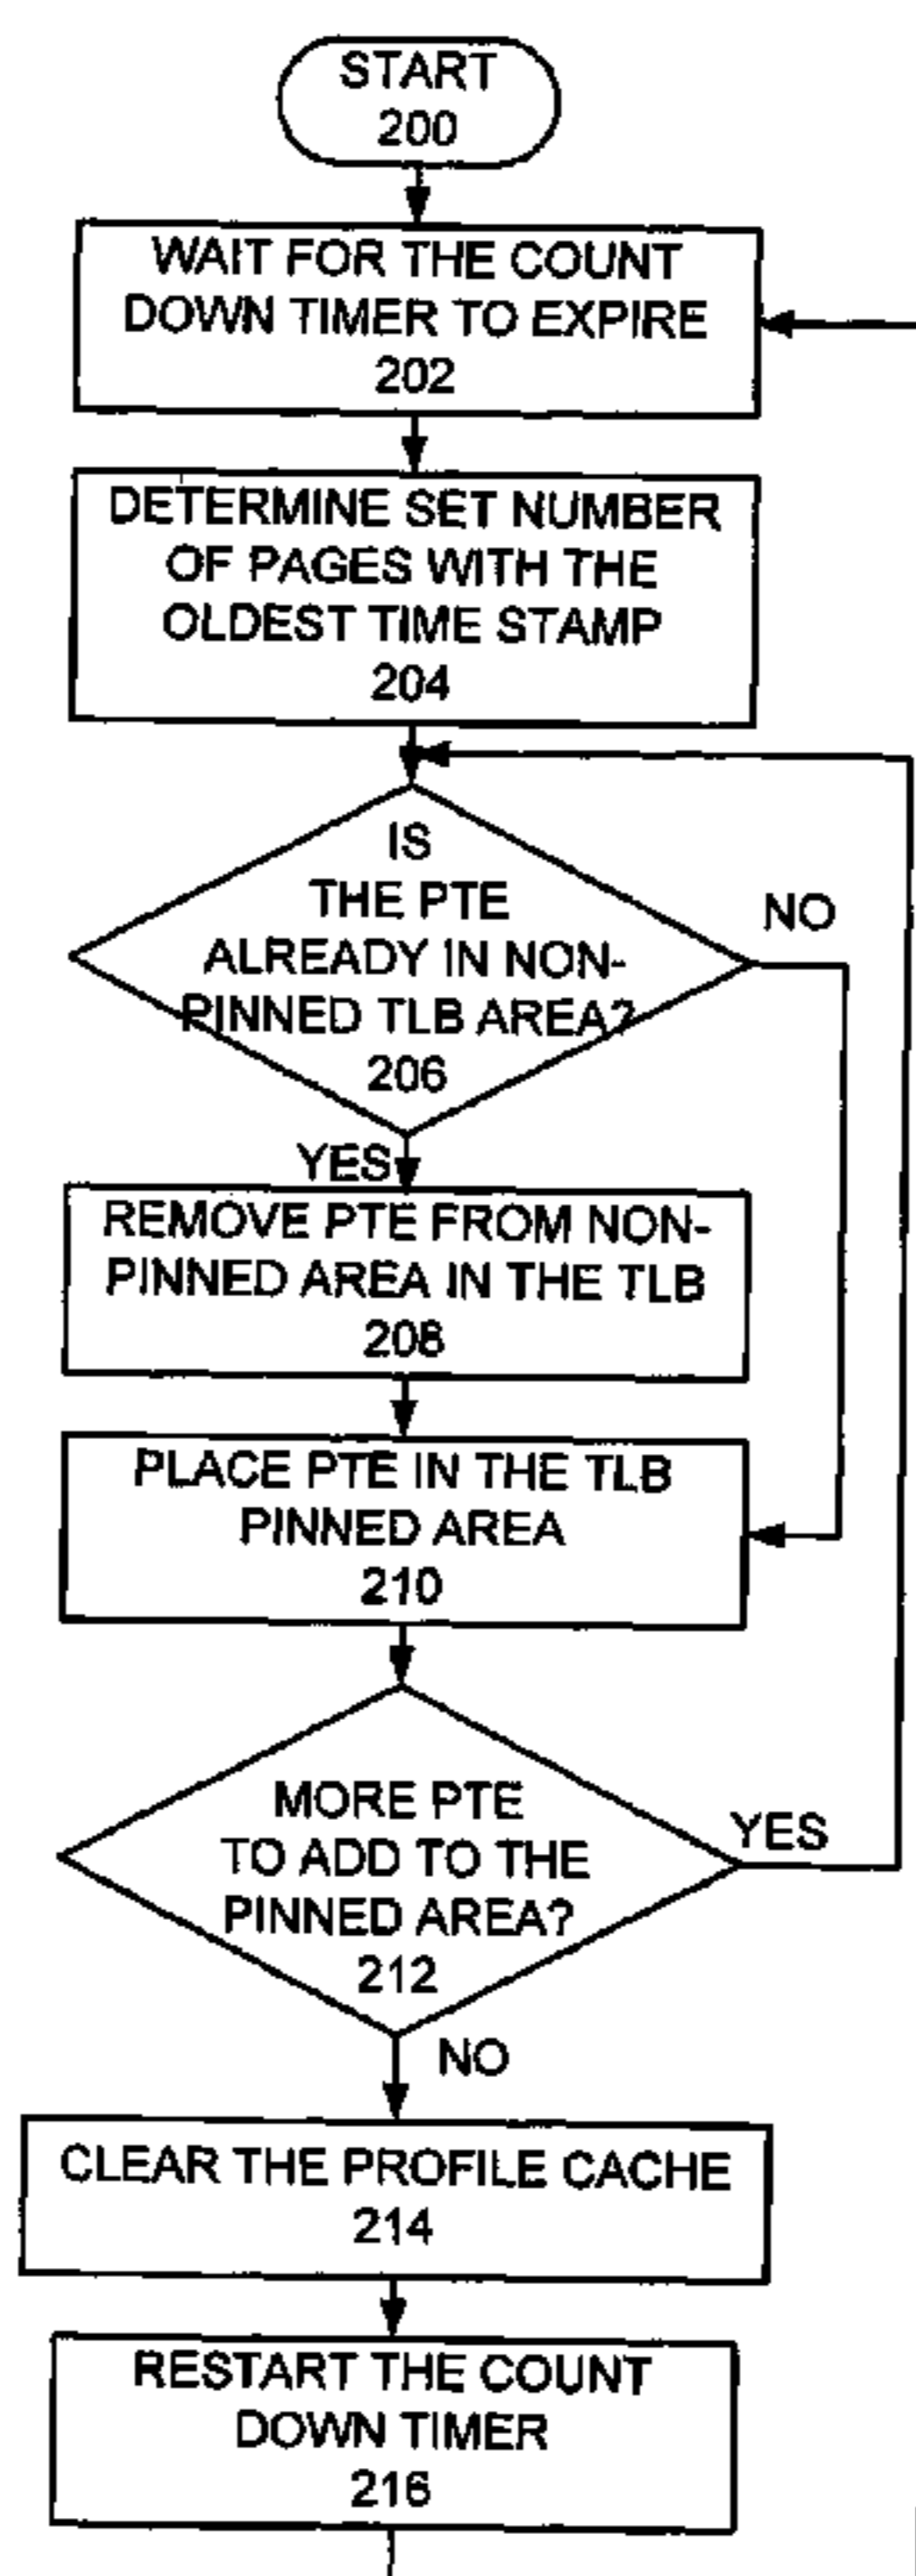 START
200
WAIT FOR THE COUNT
DOWN TIMER TO EXPIRE
202
DETERMINE SET NUMBER
OF PAGES WITH THE
OLDEST TIME STAMP
204
IS
THE PTE
ALREADY IN NON-
PINNED TLB AREA?
206
NO
YES
REMOVE PTE FROM NON-
PINNED AREA IN THE TLB
208
PLACE PTE IN THE TLB
PINNED AREA
210
MORE PTE
TO ADD TO THE
PINNED AREA?
212
YES
NO
CLEAR THE PROFILE CACHE
214
RESTART THE COUNT
DOWN TIMER
216